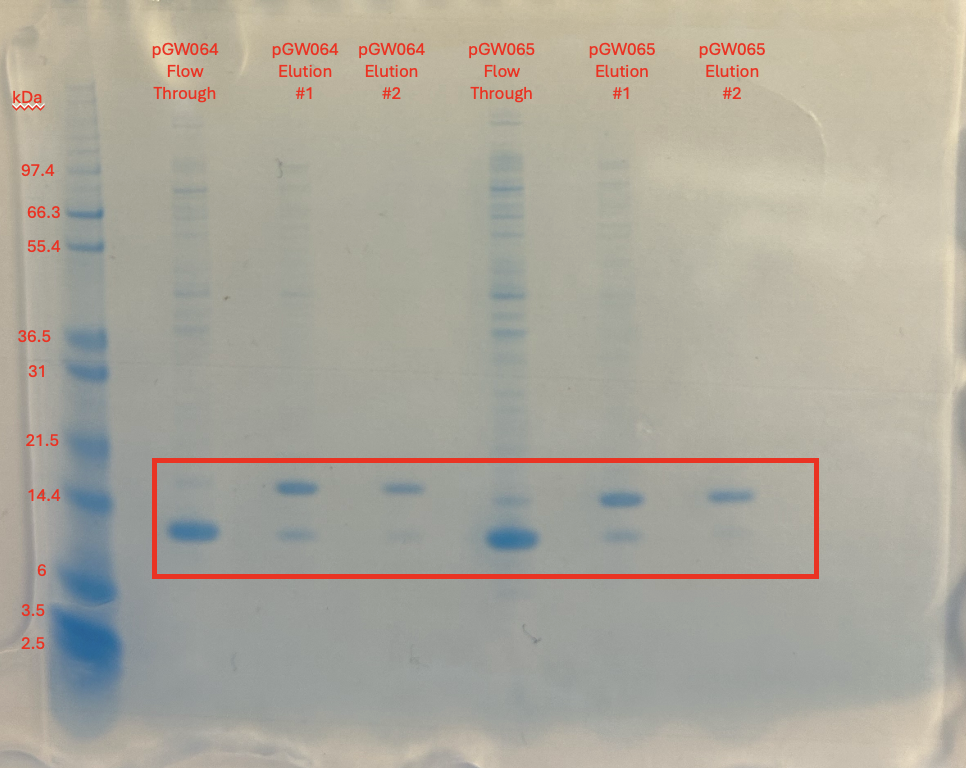 pGW064 Flow Through
pGW064 Elution #1
pGW064 Elution #2
pGW065 Flow Through
pGW065 Elution #1
pGW065 Elution #2
kDa
97.4
66.3
55.4
36.5
31
21.5
14.4
6
3.5
2.5